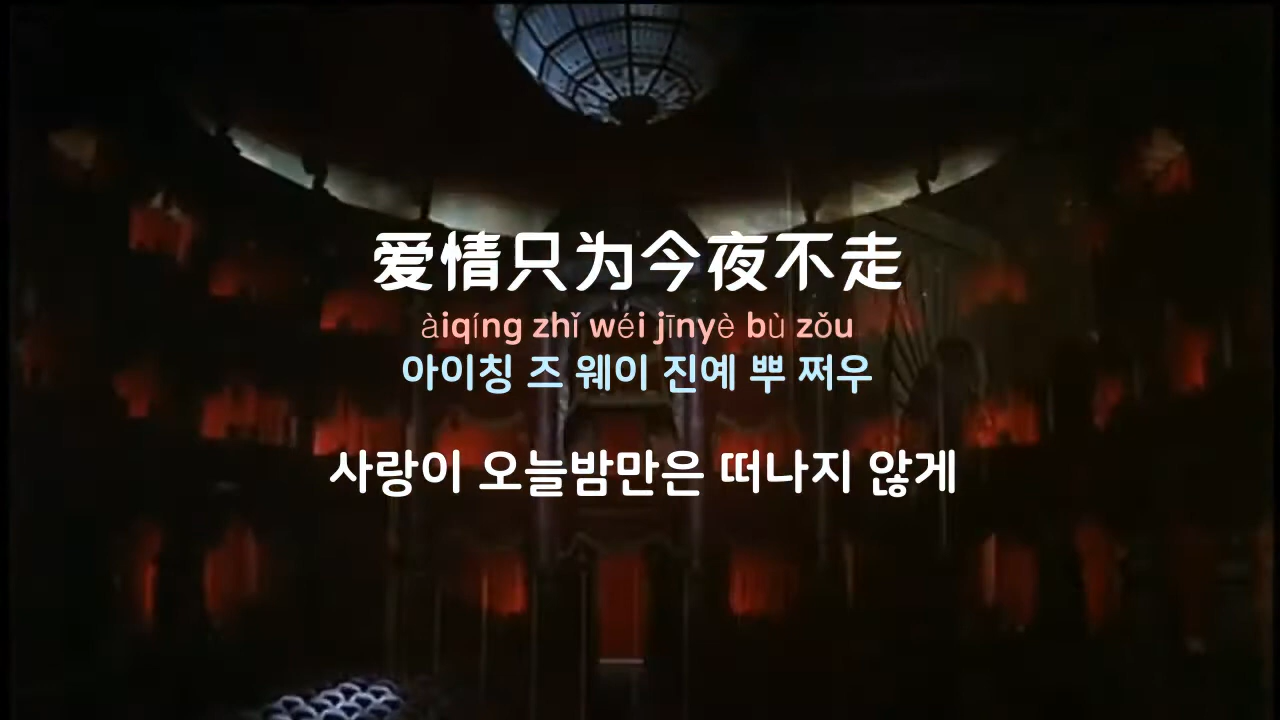 爱情只为今夜不走
àiqíng zhǐ wéi jīnyè bù zǒu
아이칭 즈 웨이 진예 뿌 쩌우
사랑이 오늘밤만은 떠나지 않게